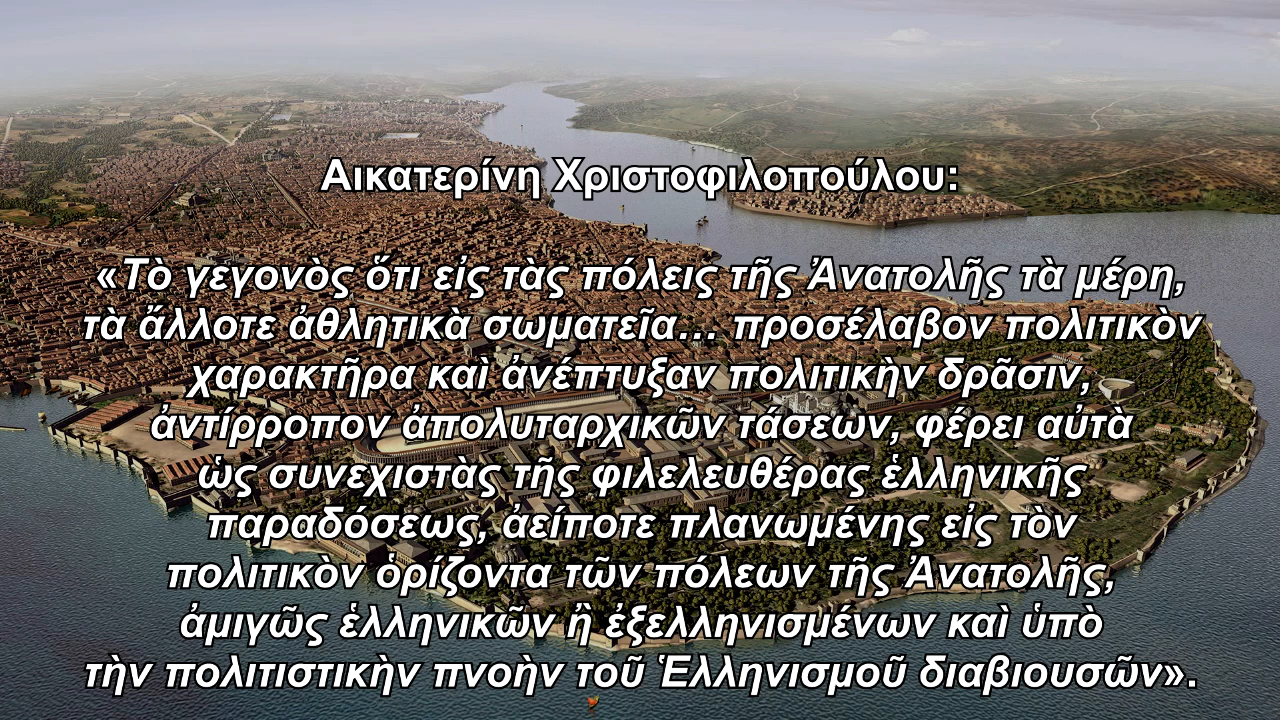 Αικατερίνη Χριστοφιλοπούλου:
«Τὸ γεγονὸς ὅτι εἰς τὰς πόλεις τῆς Ἀνατολῆς τὰ μέρη,
τὰ ἄλλοτε ἀθλητικὰ σωματεῖα… προσέλαβον πολιτικὸν
χαρακτῆρα καὶ ἀνέπτυξαν πολιτικὴν δρᾶσιν,
ἀντίρροπον ἀπολυταρχικῶν τάσεων, φέρει αὐτὰ
ὡς συνεχιστὰς τῆς φιλελευθέρας ἑλληνικῆς
παραδόσεως, ἀείποτε πλανωμένης εἰς τὸν
πολιτικὸν ὁρίζοντα τῶν πόλεων τῆς Ἀνατολῆς,
ἀμιγῶς ἑλληνικῶν ἢ ἐξελληνισμένων καὶ ὑπὸ
τὴν πολιτιστικὴν πνοὴν τοῦ Ἑλληνισμοῦ διαβιουσῶν».